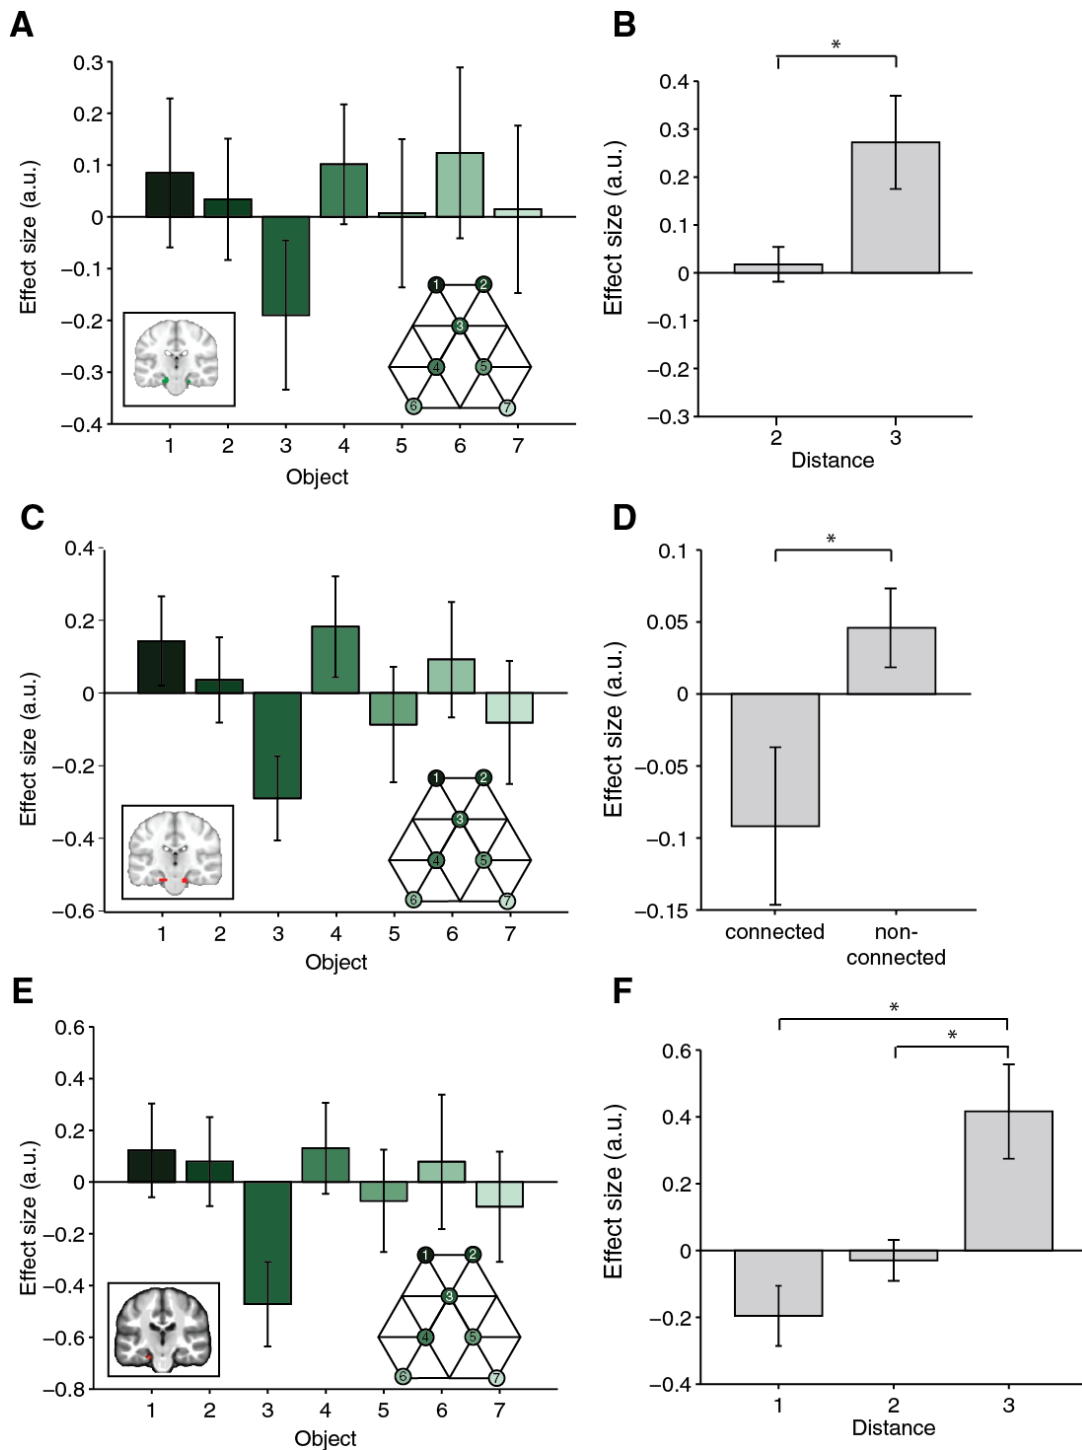 A
Effect size (a.u.)
0.3
0.2
0.1
0
−0.1
−0.2
−0.3
−0.4
1 2
3
4 5
6 7
1 2 3 4 5 6 7
Object
B
*
Effect size (a.u.)
0.4
0.3
0.2
0.1
0
−0.1
−0.2
−0.3
2 3
Distance
C
Effect size (a.u.)
0.4
0.2
0
−0.2
−0.4
−0.6
1 2
3
4 5
6 7
1 2 3 4 5 6 7
Object
D
*
Effect size (a.u.)
0.1
0.05
0
−0.05
−0.1
−0.15
connected non-
connected
E
Effect size (a.u.)
0.6
0.4
0.2
0
−0.2
−0.4
−0.6
−0.8
1 2
3
4 5
6 7
1 2 3 4 5 6 7
Object
F
*
*
Effect size (a.u.)
0.6
0.4
0.2
0
−0.2
−0.4
1 2 3
Distance